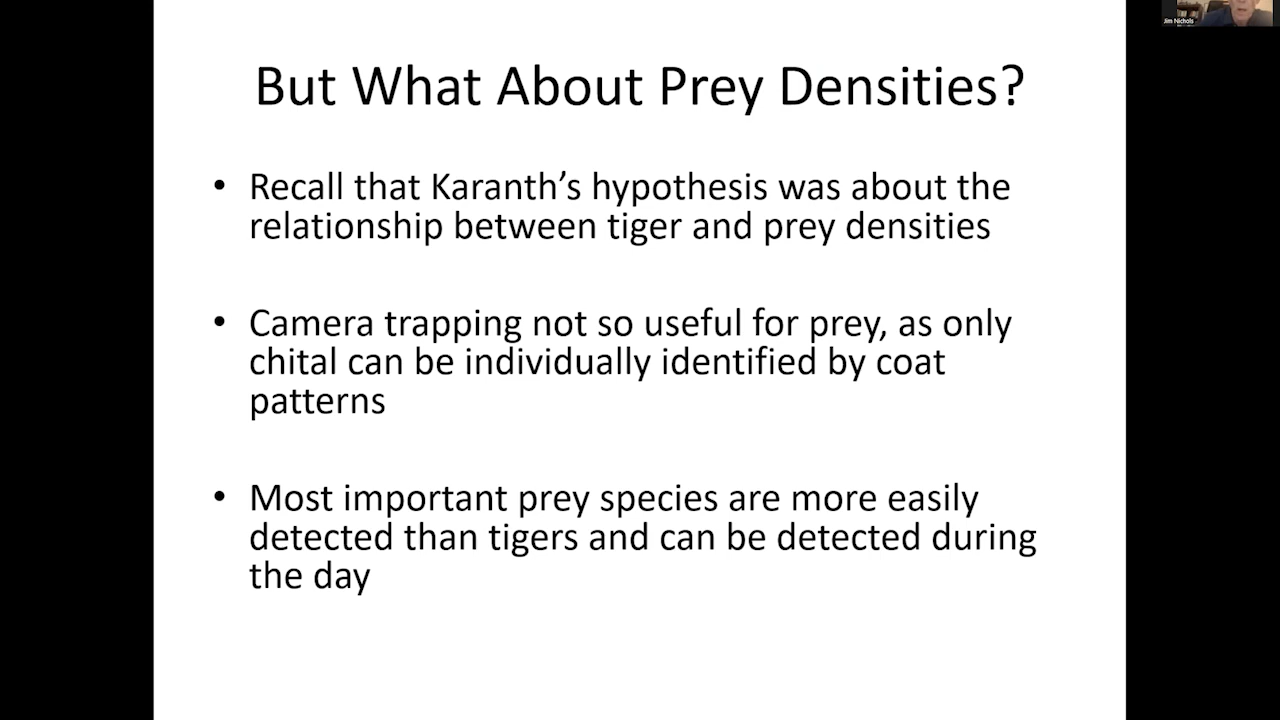 Jim Nichols
But What About Prey Densities?
• Recall that Karanth’s hypothesis was about the
relationship between tiger and prey densities
• Camera trapping not so useful for prey, as only
chital can be individually identified by coat
patterns
• Most important prey species are more easily
detected than tigers and can be detected during
the day